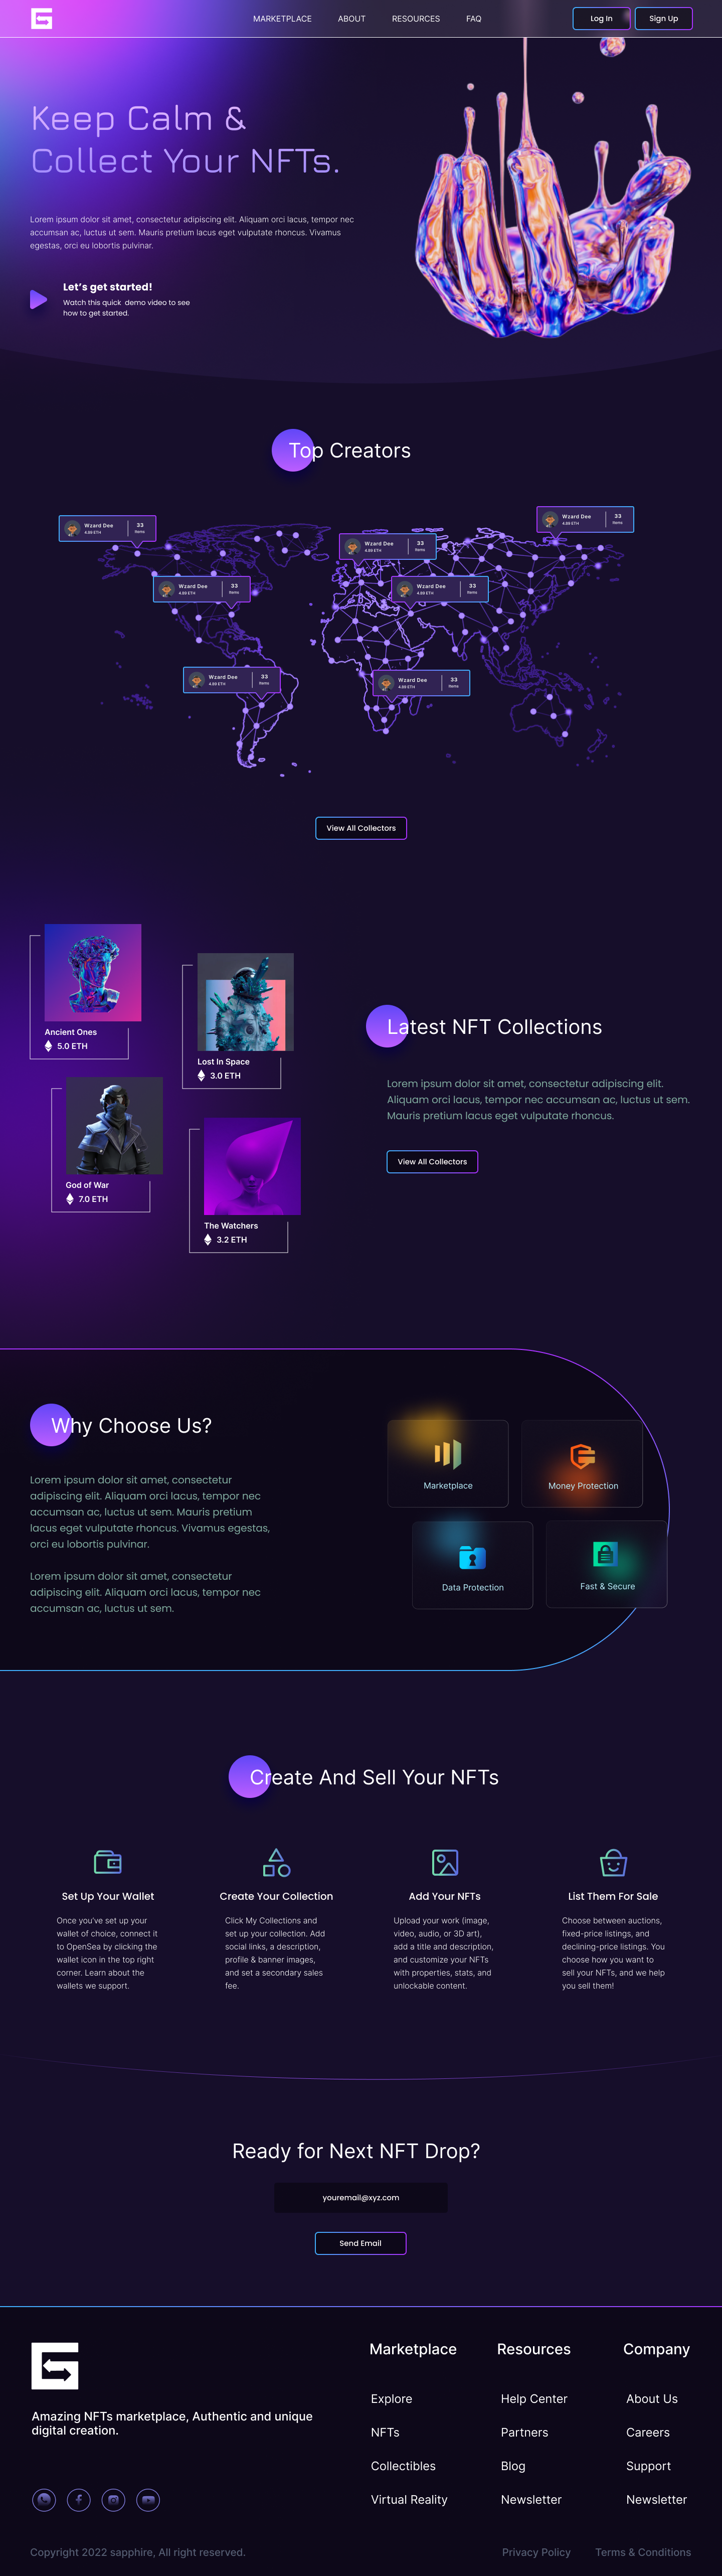 MARKETPLACE
ABOUT
RESOURCES
FAQ
Log In
Sign Up
Keep Calm &
Collect Your NFTs.
Lorem ipsum dolor sit amet, consectetur adipiscing elit. Aliquam orci lacus, tempor nec
accumsan ac, luctus ut sem. Mauris pretium lacus eget vulputate rhoncus. Vivamus
egestas, orci eu lobortis pulvinar.
Let's get started!
Watch this quick demo video to see
how to get started.
Top Creators
Wzard Dee
4.89 ETH
33
Items
Wzard Dee
4.89 ETH
33
Items
Wzard Dee
4.89 ETH
33
Items
Wzard Dee
4.89 ETH
33
Items
Wzard Dee
4.89 ETH
33
Items
Wzard Dee
4.89 ETH
33
Items
Wzard Dee
4.89 ETH
33
Items
View All Collectors
Ancient Ones
5.0 ETH
Lost In Space
3.0 ETH
God of War
7.0 ETH
The Watchers
3.2 ETH
Latest NFT Collections
Lorem ipsum dolor sit amet, consectetur adipiscing elit.
Aliquam orci lacus, tempor nec accumsan ac, luctus ut sem.
Mauris pretium lacus eget vulputate rhoncus.
View All Collectors
Why Choose Us?
Lorem ipsum dolor sit amet, consectetur
adipiscing elit. Aliquam orci lacus, tempor nec
accumsan ac, luctus ut sem. Mauris pretium
lacus eget vulputate rhoncus. Vivamus egestas,
orci eu lobortis pulvinar.
Lorem ipsum dolor sit amet, consectetur
adipiscing elit. Aliquam orci lacus, tempor nec
accumsan ac, luctus ut sem.
Marketplace
Money Protection
Data Protection
Fast & Secure
Create And Sell Your NFTs
Set Up Your Wallet
Once you've set up your
wallet of choice, connect it
to OpenSea by clicking the
wallet icon in the top right
corner. Learn about the
wallets we support.
Create Your Collection
Click My Collections and
set up your collection. Add
social links, a description,
profile & banner images,
and set a secondary sales
fee.
Add Your NFTs
Upload your work (image,
video, audio, or 3D art),
add a title and description,
and customize your NFTs
with properties, stats, and
unlockable content.
List Them For Sale
Choose between auctions,
fixed-price listings, and
declining-price listings. You
choose how you want to
sell your NFTs, and we help
you sell them!
Ready for Next NFT Drop?
youremail@xyz.com
Send Email
Amazing NFTs marketplace, Authentic and unique
digital creation.
Marketplace
Explore
NFTs
Collectibles
Virtual Reality
Resources
Help Center
Partners
Blog
Newsletter
Company
About Us
Careers
Support
Newsletter
Copyright 2022 sapphire, All right reserved.
Privacy Policy
Terms & Conditions